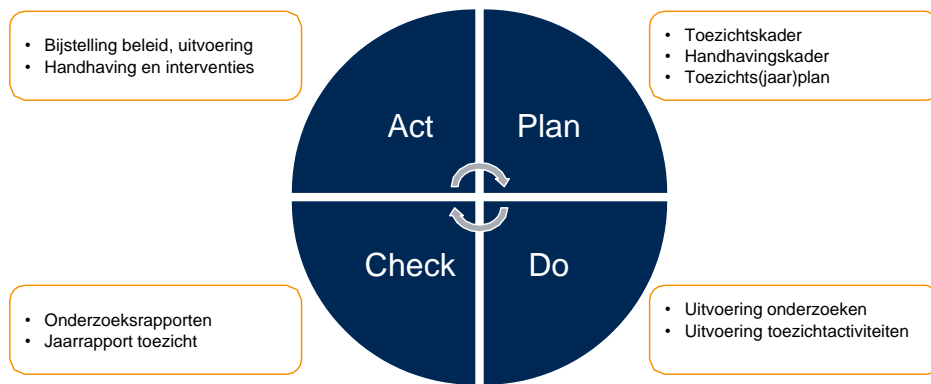 • Bijstelling beleid, uitvoering
• Handhaving en interventies
• Toezichtskader
• Handhavingskader
• Toezichts(jaar)plan
Act
Plan
Check
Do
• Onderzoeksrapporten
• Jaarrapport toezicht
• Uitvoering onderzoeken
• Uitvoering toezichtactiviteiten